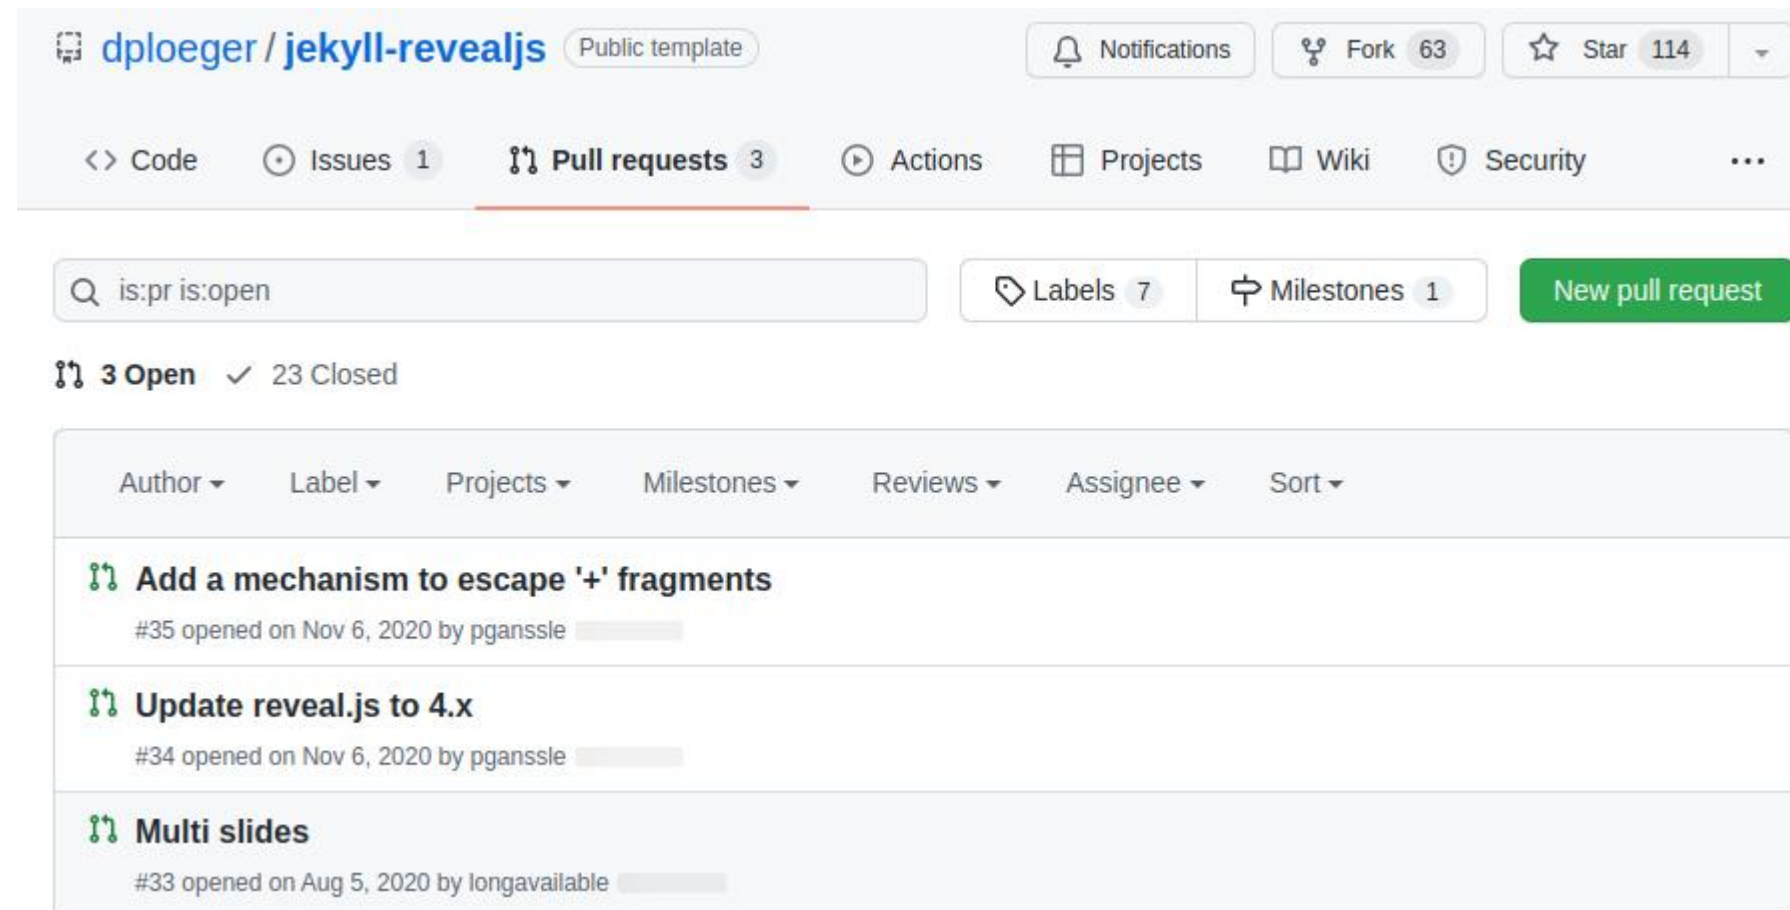 dploeger / jekyll-revealjs Public template Notifications Fork 63 Star 114
Code Issues 1 Pull requests 3 Actions Projects Wiki Security ...
is:pr is:open Labels 7 Milestones 1 New pull request
3 Open 23 Closed
Author Label Projects Milestones Reviews Assignee Sort
Add a mechanism to escape '+' fragments
#35 opened on Nov 6, 2020 by pganssle
Update reveal.js to 4.x
#34 opened on Nov 6, 2020 by pganssle
Multi slides
#33 opened on Aug 5, 2020 by longavailable